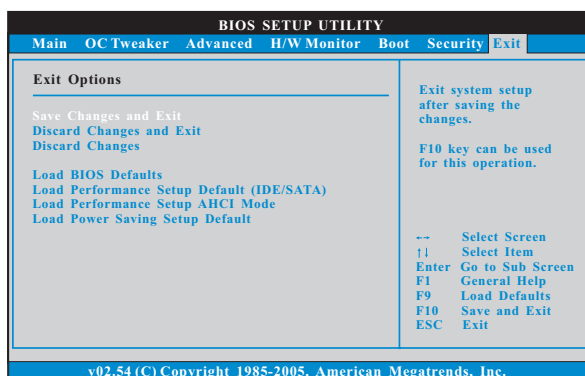 BIOS SETUP UTILITY
Main OC Tweaker Advanced H/W Monitor Boot Security Exit
Exit Options
Save Changes and Exit
Discard Changes and Exit
Discard Changes
Load BIOS Defaults
Load Performance Setup Default (IDE/SATA)
Load Performance Setup AHCI Mode
Load Power Saving Setup Default
Exit system setup
after saving the
changes.
F10 key can be used
for this operation.
←→ Select Screen
↑↓ Select Item
Enter Go to Sub Screen
F1 General Help
F9 Load Defaults
F10 Save and Exit
ESC Exit
v02.54 (C) Copyright 1985-2005, American Megatrends, Inc.